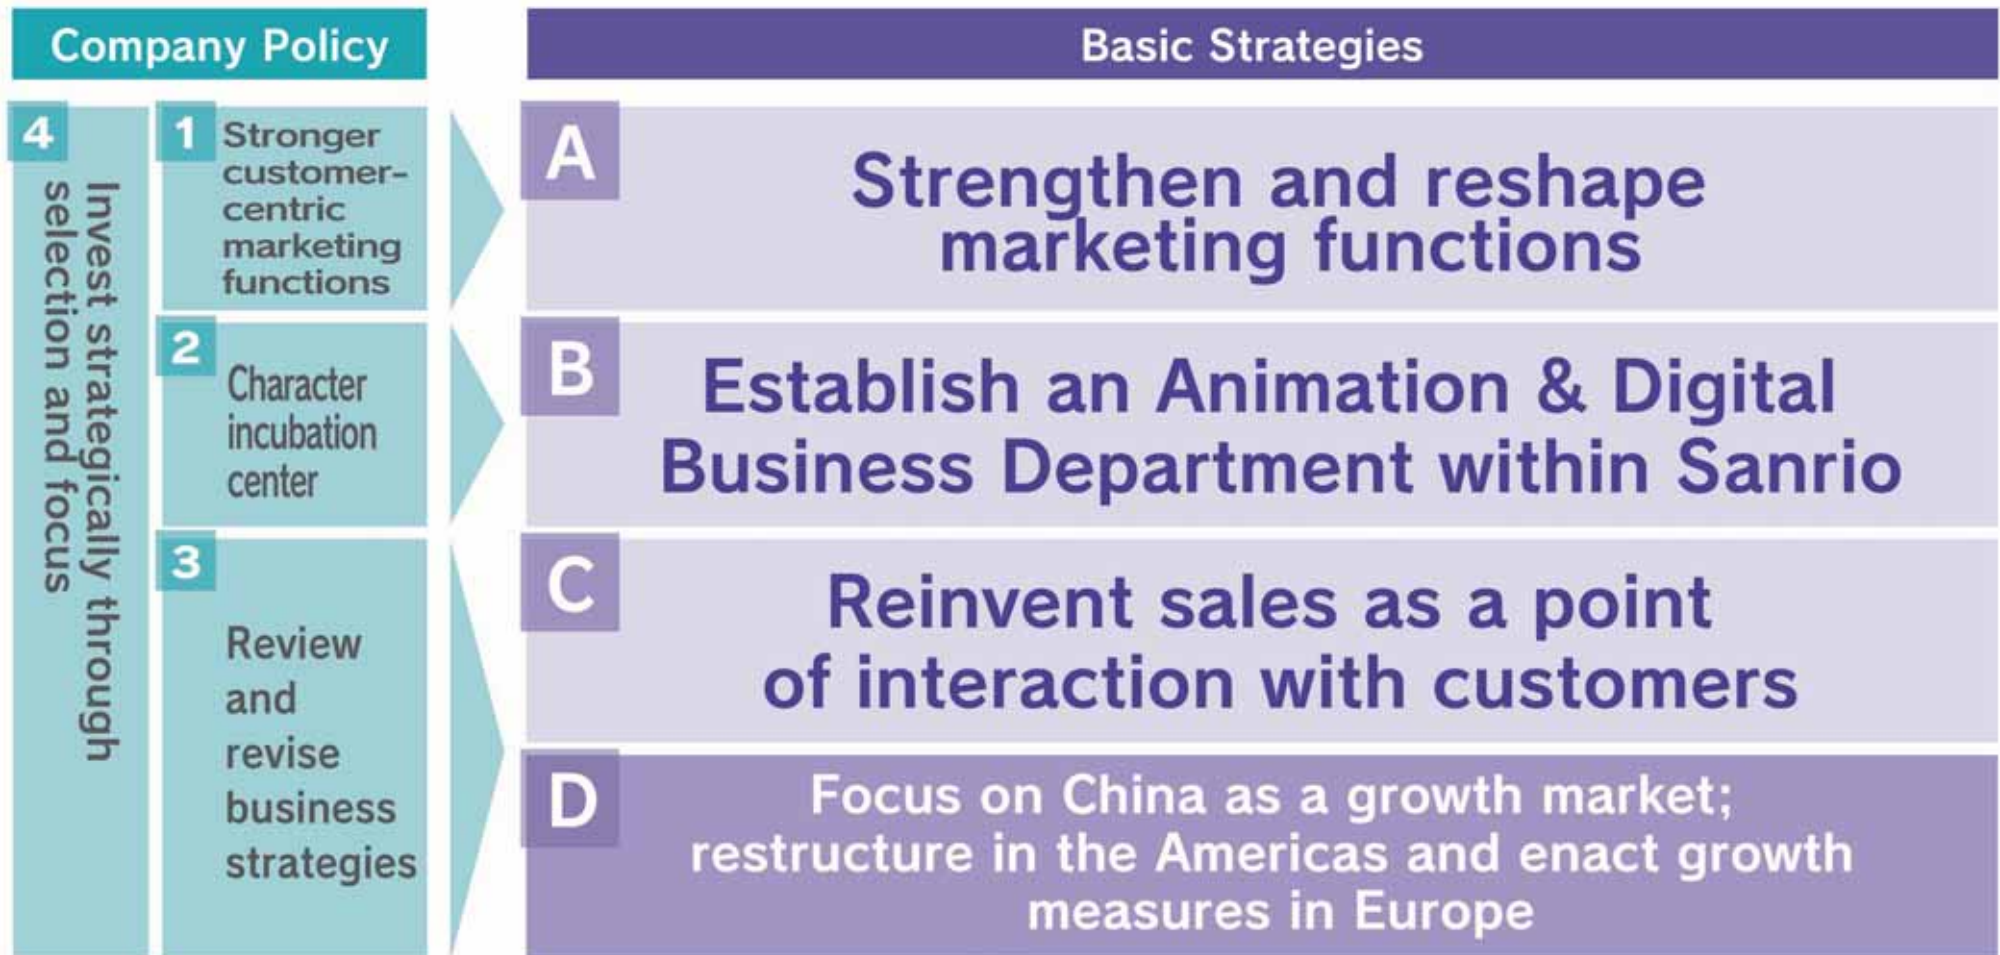 Company Policy
Basic Strategies
4
Invest strategically through
selection and focus
1
Stronger
customer-
centric
marketing
functions
A
Strengthen and reshape
marketing functions
2
Character
incubation
center
B
Establish an Animation & Digital
Business Department within Sanrio
3
Review
and
revise
business
strategies
C
Reinvent sales as a point
of interaction with customers
D
Focus on China as a growth market;
restructure in the Americas and enact growth
measures in Europe